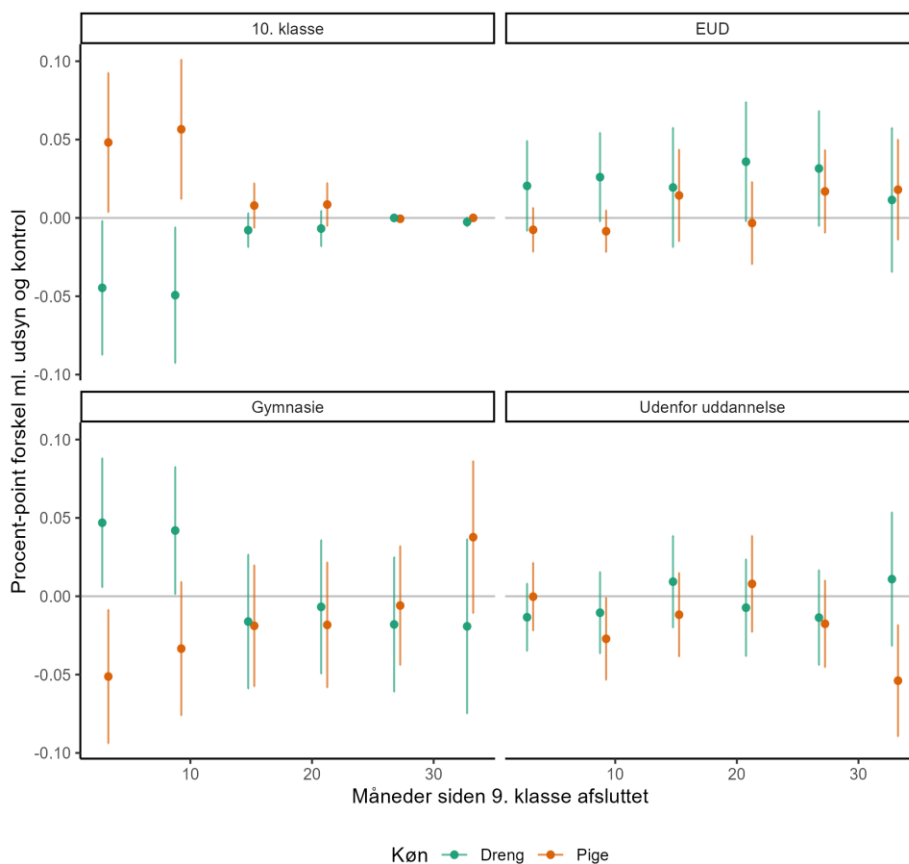 10. klasse
EUD
0.10
0.05
0.00
-0.05
-0.10
Gymnasie
Udenfor uddannelse
0.10
0.05
0.00
-0.05
-0.10
10 20 30 10 20 30
Procent-point forskel ml. udsyn og kontrol
Måneder siden 9. klasse afsluttet
Køn Dreng Pige